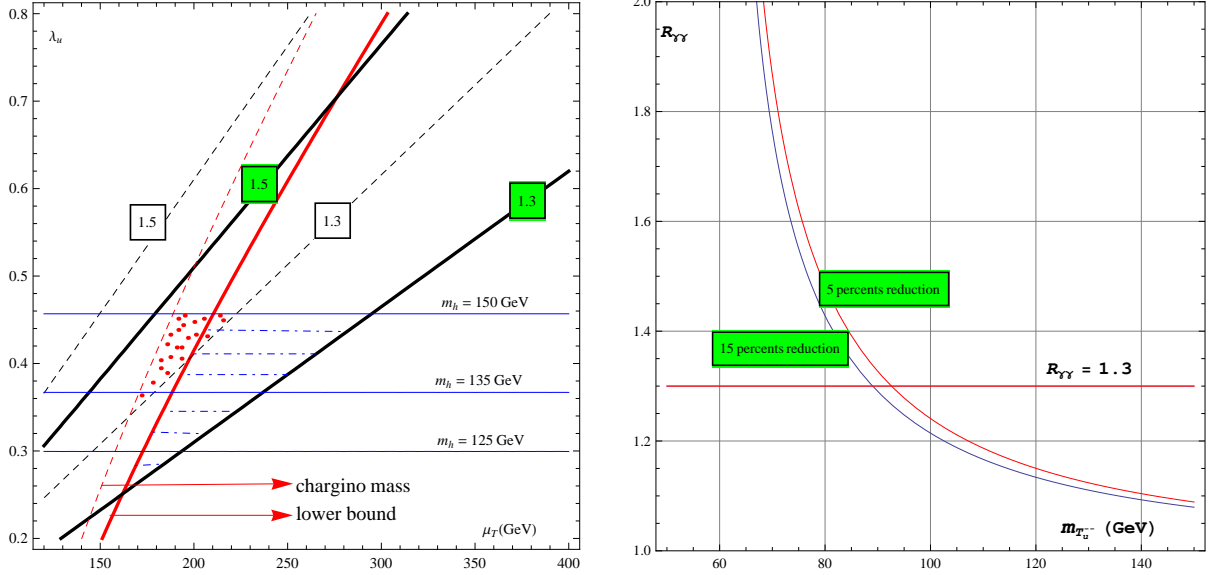 0.8
0.7
0.6
0.5
0.4
0.3
0.2
λu
1.5
1.5
1.3
1.3
mh = 150 GeV
mh = 135 GeV
mh = 125 GeV
chargino mass
lower bound
μT(GeV)
150 200 250 300 350 400
2.0
1.8
1.6
1.4
1.2
1.0
Rγγ
5 percents reduction
15 percents reduction
Rγγ = 1.3
mTu-- (GeV)
60 80 100 120 140